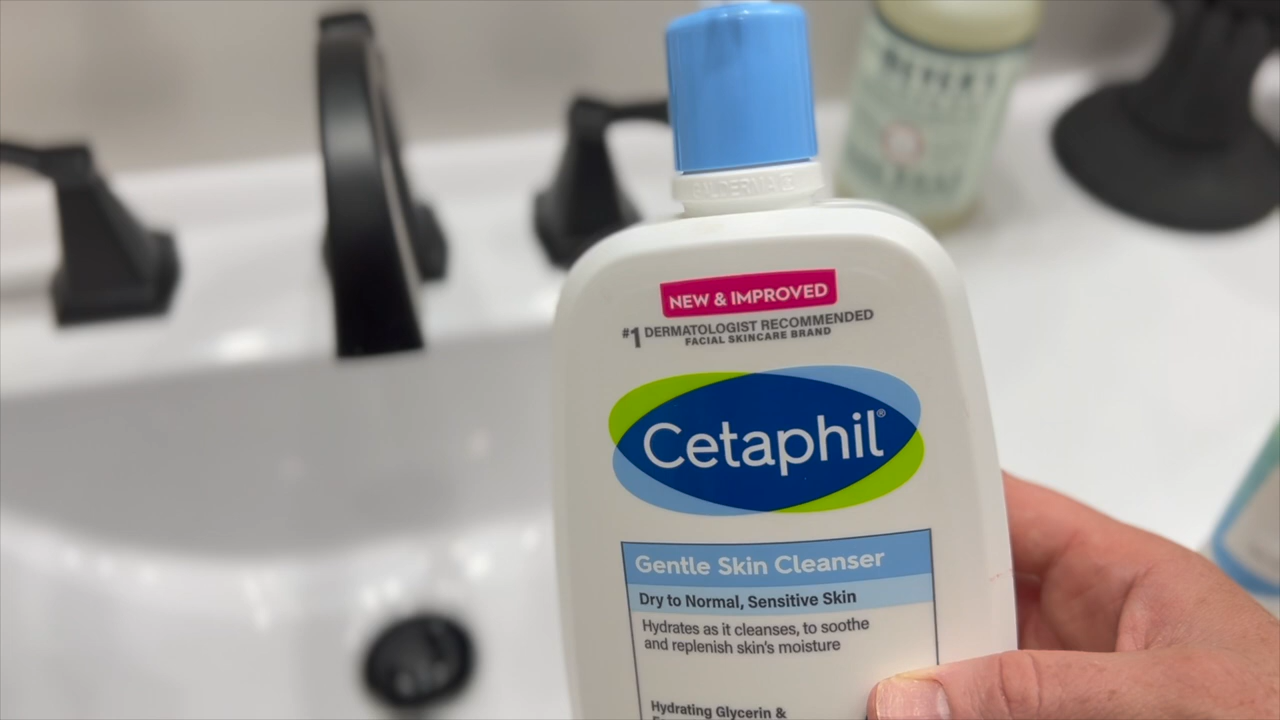 GALDERMA
NEW & IMPROVED
#1 DERMATOLOGIST RECOMMENDED
FACIAL SKINCARE BRAND
Cetaphil®
Gentle Skin Cleanser
Dry to Normal, Sensitive Skin
Hydrates as it cleanses, to soothe
and replenish skin's moisture
Hydrating Glycerin &